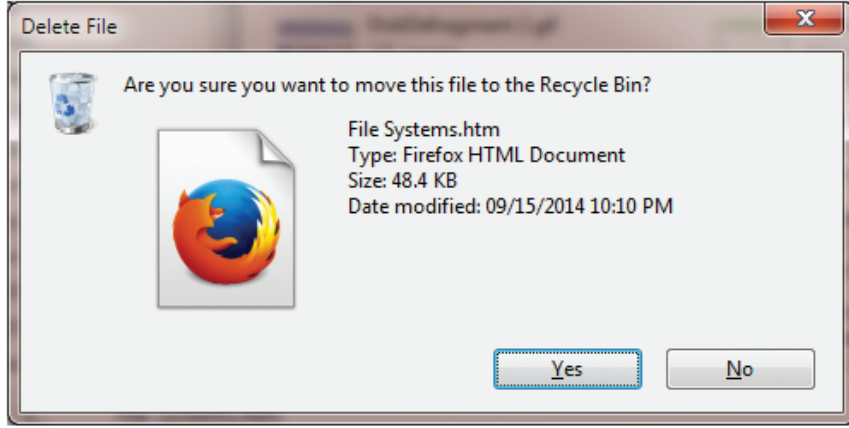 Delete File
Are you sure you want to move this file to the Recycle Bin?
File Systems.htm
Type: Firefox HTML Document
Size: 48.4 KB
Date modified: 09/15/2014 10:10 PM
Yes
No